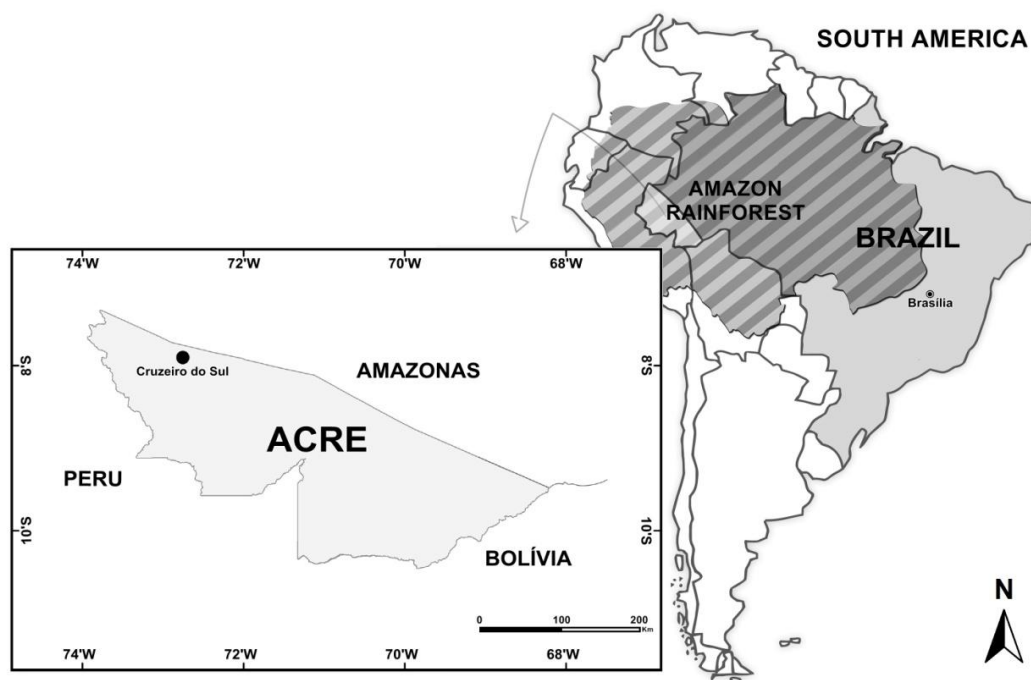 SOUTH AMERICA
AMAZON
RAINFOREST
BRAZIL
Brasília
74°W
72°W
70°W
68°W
8°S
8°S
Cruzeiro do Sul
AMAZONAS
ACRE
PERU
10°S
10°S
BOLÍVIA
0
100
200
Km
74°W
72°W
70°W
68°W
N